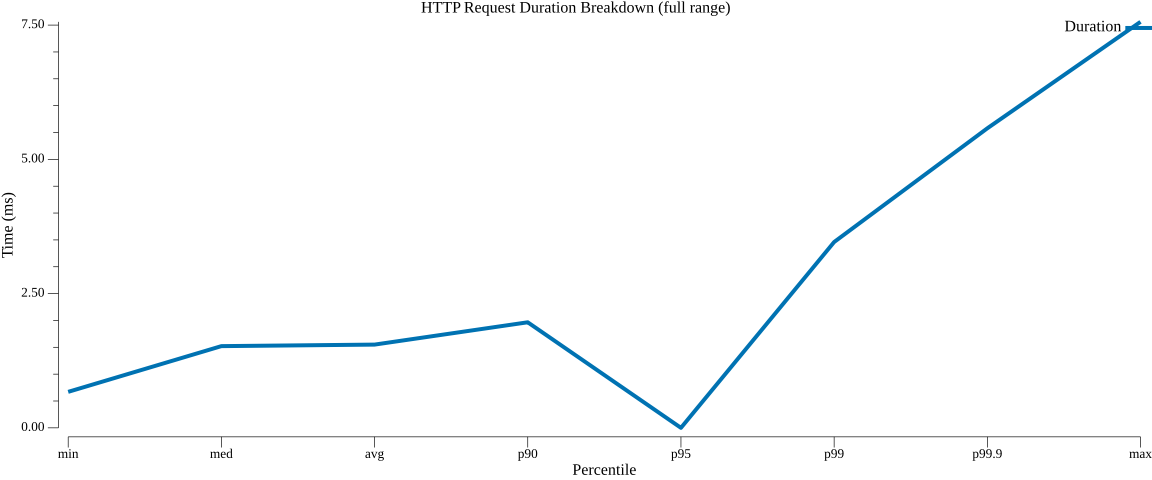 HTTP Request Duration Breakdown (full range)
Duration
7.50
5.00
2.50
0.00
Time (ms)
min med avg p90 p95 p99 p99.9 max
Percentile